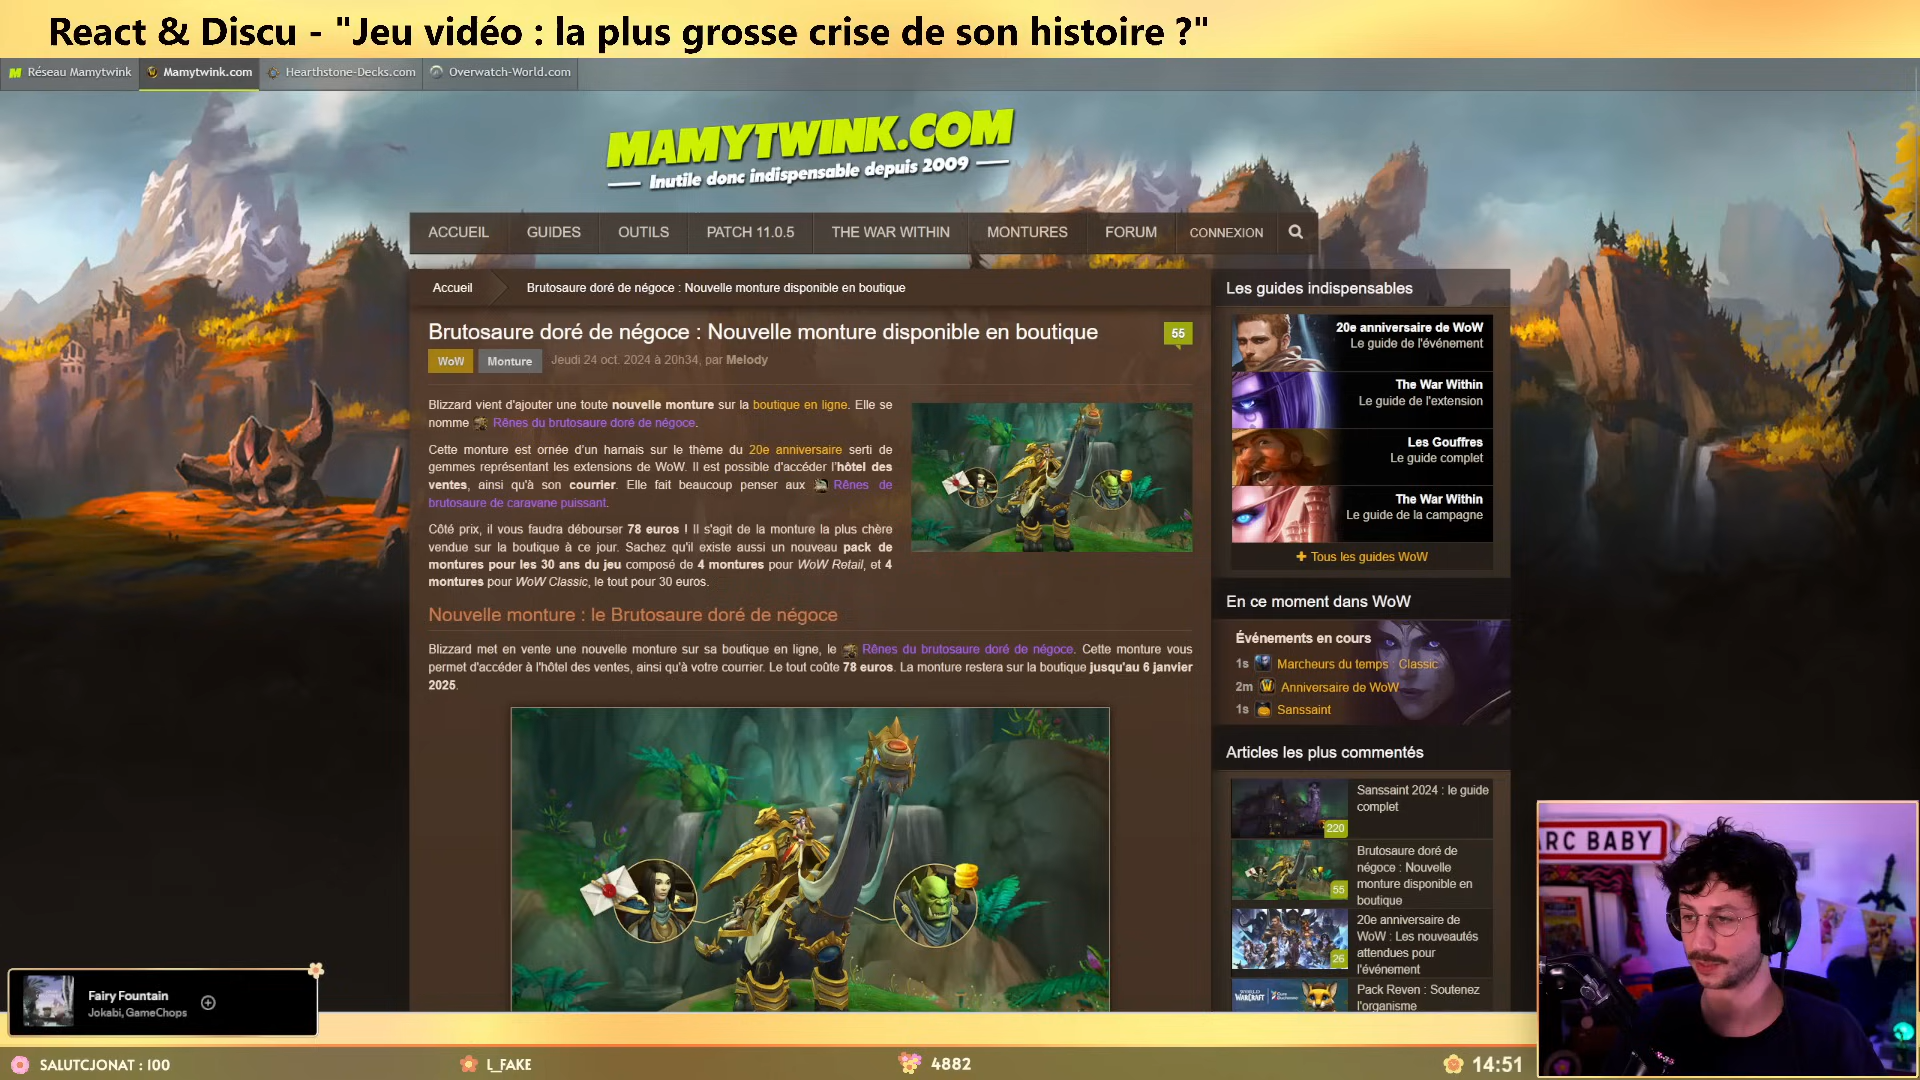 React & Discu - "Jeu vidéo : la plus grosse crise de son histoire ?"
Réseau Mamytwink
Mamytwink.com
Hearthstone-Decks.com
Overwatch-World.com
MAMYTWINK.COM
Inutile donc indispensable depuis 2009
ACCUEIL
GUIDES
OUTILS
PATCH 11.0.5
THE WAR WITHIN
MONTURES
FORUM
CONNEXION
Accueil
Brutosaure doré de négoce : Nouvelle monture disponible en boutique
Brutosaure doré de négoce : Nouvelle monture disponible en boutique
55
WoW
Monture
Jeudi 24 oct. 2024 à 20h34, par Melody
Blizzard vient d'ajouter une toute nouvelle monture sur la boutique en ligne. Elle se
nomme Rênes du brutosaure doré de négoce.
Cette monture est ornée d'un harnais sur le thème du 20e anniversaire serti de
gemmes représentant les extensions de WoW. Il est possible d'accéder l'hôtel des
ventes, ainsi qu'à son courrier. Elle fait beaucoup penser aux Rênes de
brutosaure de caravane puissant.
Côté prix, il vous faudra débourser 78 euros ! Il s'agit de la monture la plus chère
vendue sur la boutique à ce jour. Sachez qu'il existe aussi un nouveau pack de
montures pour les 30 ans du jeu composé de 4 montures pour WoW Retail, et 4
montures pour WoW Classic, le tout pour 30 euros.
Nouvelle monture : le Brutosaure doré de négoce
Blizzard met en vente une nouvelle monture sur sa boutique en ligne, le Rênes du brutosaure doré de négoce. Cette monture vous
permet d'accéder à l'hôtel des ventes, ainsi qu'à votre courrier. Le tout coûte 78 euros. La monture restera sur la boutique jusqu'au 6 janvier
2025.
Les guides indispensables
20e anniversaire de WoW
Le guide de l'événement
The War Within
Le guide de l'extension
Les Gouffres
Le guide complet
The War Within
Le guide de la campagne
+ Tous les guides WoW
En ce moment dans WoW
Événements en cours
1s Marcheurs du temps : Classic
2m Anniversaire de WoW
1s Sanssaint
Articles les plus commentés
Sanssaint 2024 : le guide
complet
220
Brutosaure doré de
négoce : Nouvelle
monture disponible en
boutique
55
20e anniversaire de
WoW : Les nouveautés
attendues pour
l'événement
26
Pack Reven : Soutenez
l'organisme
WARCRAFT
ARC BABY
Fairy Fountain
Jokabi, GameChops
SALUTCJONAT : 100
L_FAKE
4882
14:51